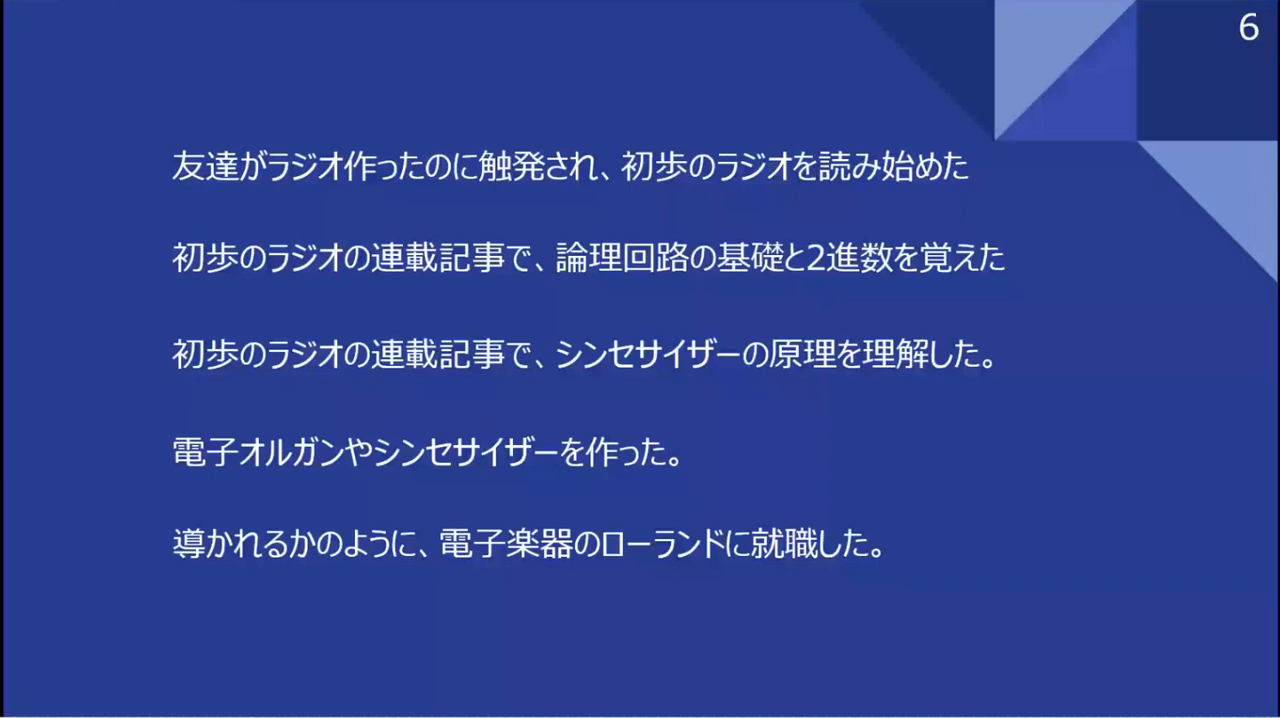 6
友達がラジオ作ったのに触発され、初歩のラジオを読み始めた
初歩のラジオの連載記事で、論理回路の基礎と2進数を覚えた
初歩のラジオの連載記事で、シンセサイザーの原理を理解した。
電子オルガンやシンセサイザーを作った。
導かれるかのように、電子楽器のローランドに就職した。